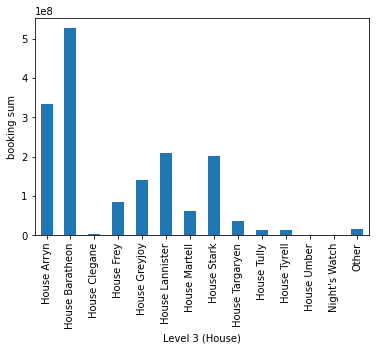 1e8
5
4
3
2
1
0
booking sum
House Arryn
House Baratheon
House Clegane
House Frey
House Greyjoy
House Lannister
House Martell
House Stark
House Targaryen
House Tully
House Tyrell
House Umber
Night's Watch
Other
Level 3 (House)